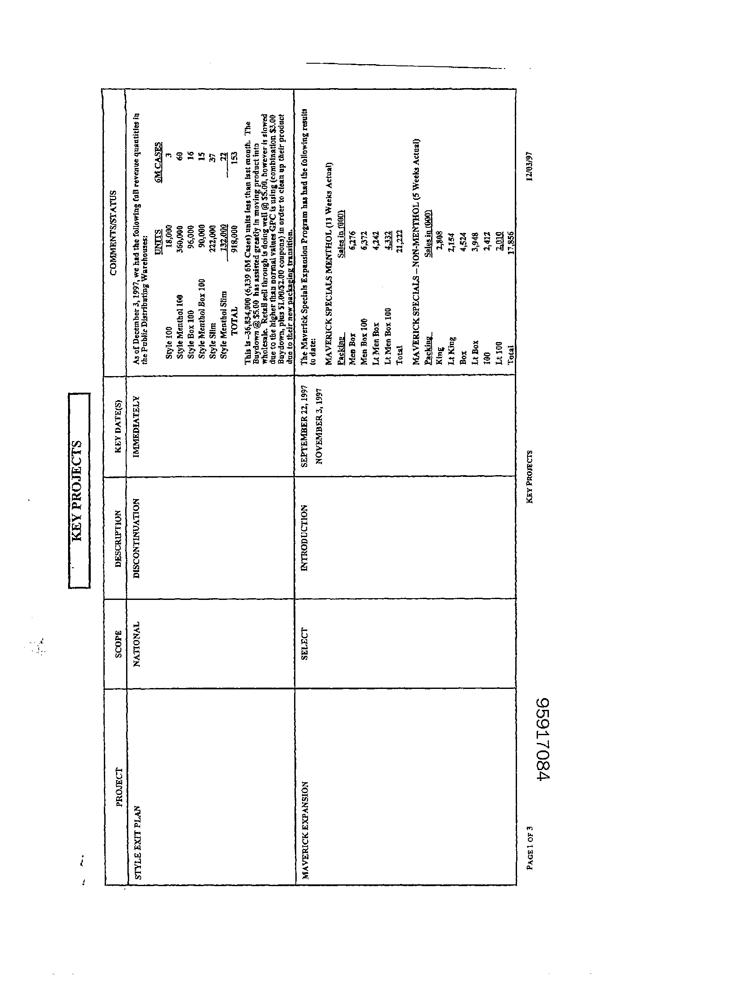 KEY PROJECTS
PROJECT SCOPE DESCRIPTION KEY DATE(S) COMMENTS/STATUS
STYLE EXIT PLAN NATIONAL DISCONTINUATION IMMEDIATELY
As of December 3, 1997, we had the following full revenue quantities in
the Public Distributing Warehouses:
UNITS 6M CASES
Style 100 18,000 3
Style Menthol 100 360,000 60
Style Box 100 96,000 16
Style Menthol Box 100 90,000 15
Style Slim 222,000 37
Style Menthol Slim 132,000 22
TOTAL 918,000 153
This is –36,834,000 (6,139 6M Cases) units less than last month. The
Buydown @ $5.00 has assisted greatly in moving product into
wholesale. Retail sell through is doing well @ $5.00, however is slowed
due to the higher than normal values GPC is using (combination $3.00
Buydown, plus $1.00/$2.00 coupons) in order to clean up their product
due to their new packaging transition.
MAVERICK EXPANSION SELECT INTRODUCTION SEPTEMBER 22, 1997
NOVEMBER 3, 1997
The Maverick Specials Expansion Program has had the following results
to date:
MAVERICK SPECIALS MENTHOL (11 Weeks Actual)
Packing Sales in (000)
Men Box 6,276
Men Box 100 6,372
Lt Men Box 4,242
Lt Men Box 100 4,332
Total 21,222
MAVERICK SPECIALS – NON-MENTHOL (5 Weeks Actual)
Packing Sales in (000)
King 2,808
Lt King 2,154
Box 4,524
Lt Box 3,948
100 2,412
Lt 100 2,010
Total 17,856
PAGE 1 OF 3 KEY PROJECTS 12/03/97
95917084